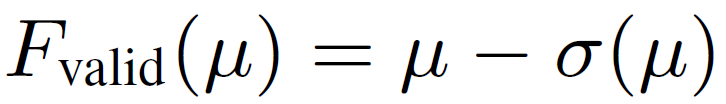 F_valid(μ) = μ − σ(μ)